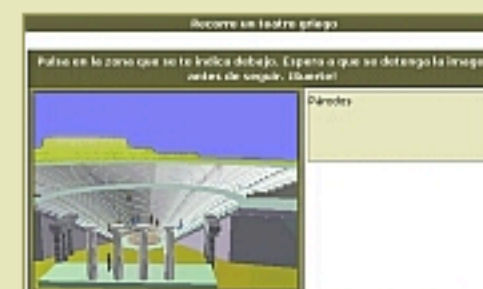 Recorre un teatro griego
Pulsa en la zona que se te indica debajo. Espera a que se detenga la image
antes de seguir. ¡Suerte!
Párodos